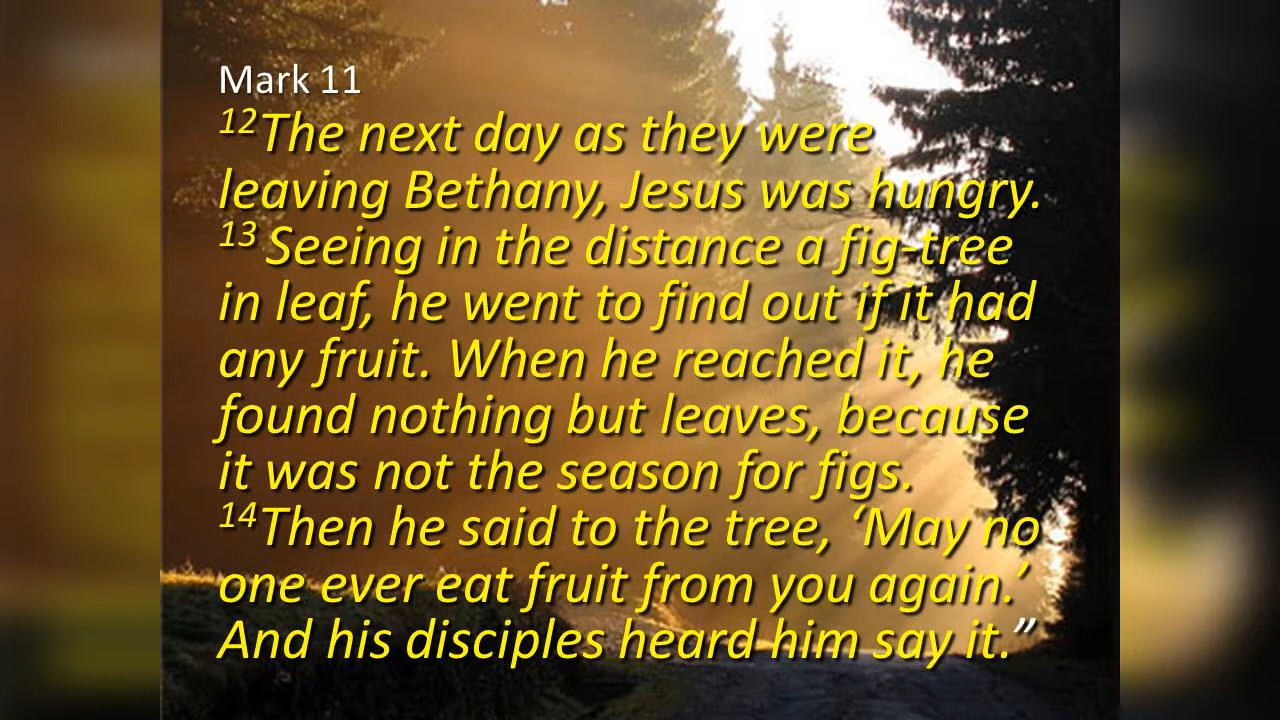 Mark 11
¹²The next day as they were
leaving Bethany, Jesus was hungry.
¹³ Seeing in the distance a fig-tree
in leaf, he went to find out if it had
any fruit. When he reached it, he
found nothing but leaves, because
it was not the season for figs.
¹⁴Then he said to the tree, ‘May no
one ever eat fruit from you again.’
And his disciples heard him say it.”